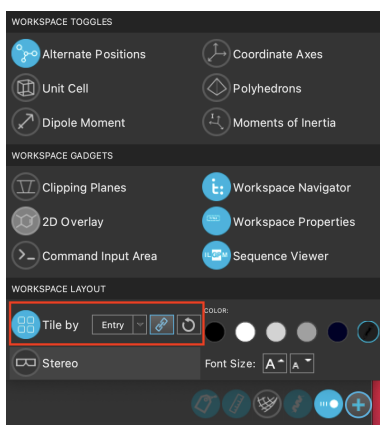 WORKSPACE TOGGLES
Alternate Positions
Coordinate Axes
Unit Cell
Polyhedrons
Dipole Moment
Moments of Inertia
WORKSPACE GADGETS
Clipping Planes
Workspace Navigator
2D Overlay
Workspace Properties
Command Input Area
Sequence Viewer
WORKSPACE LAYOUT
COLOR:
Tile by Entry
Stereo
Font Size: A A